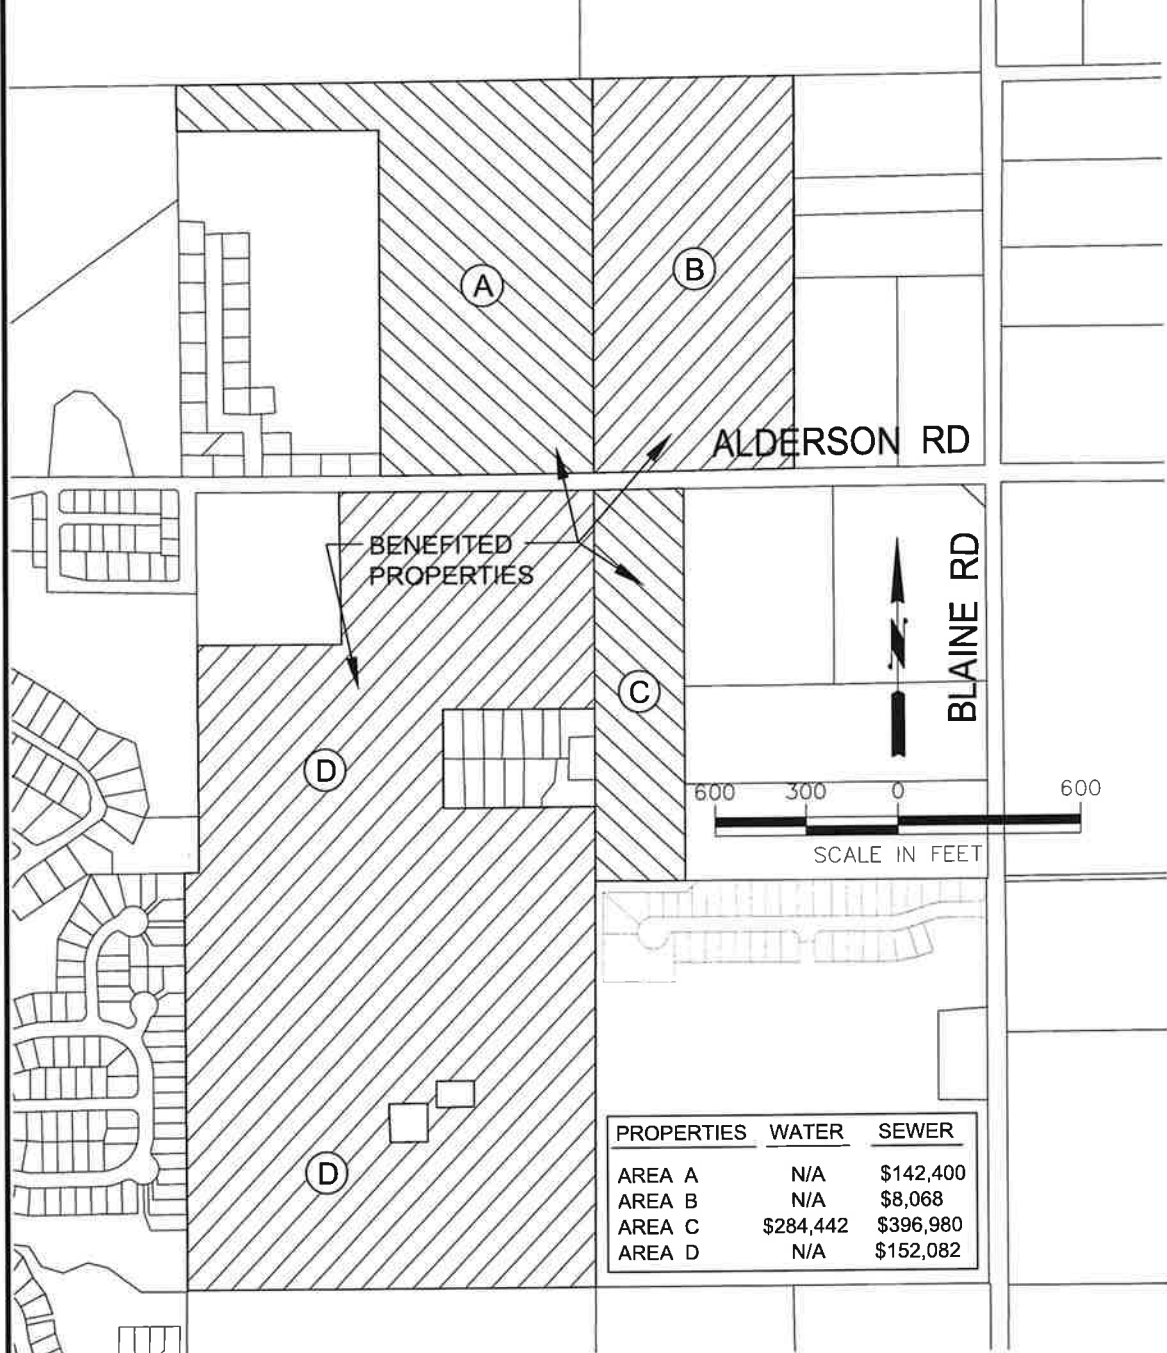 A
B
ALDERSON RD
BENEFITED
PROPERTIES
BLAINE RD
N
C
D
600 300 0 600
SCALE IN FEET
PROPERTIES WATER SEWER
AREA A N/A $142,400
AREA B N/A $8,068
AREA C $284,442 $396,980
AREA D N/A $152,082
D